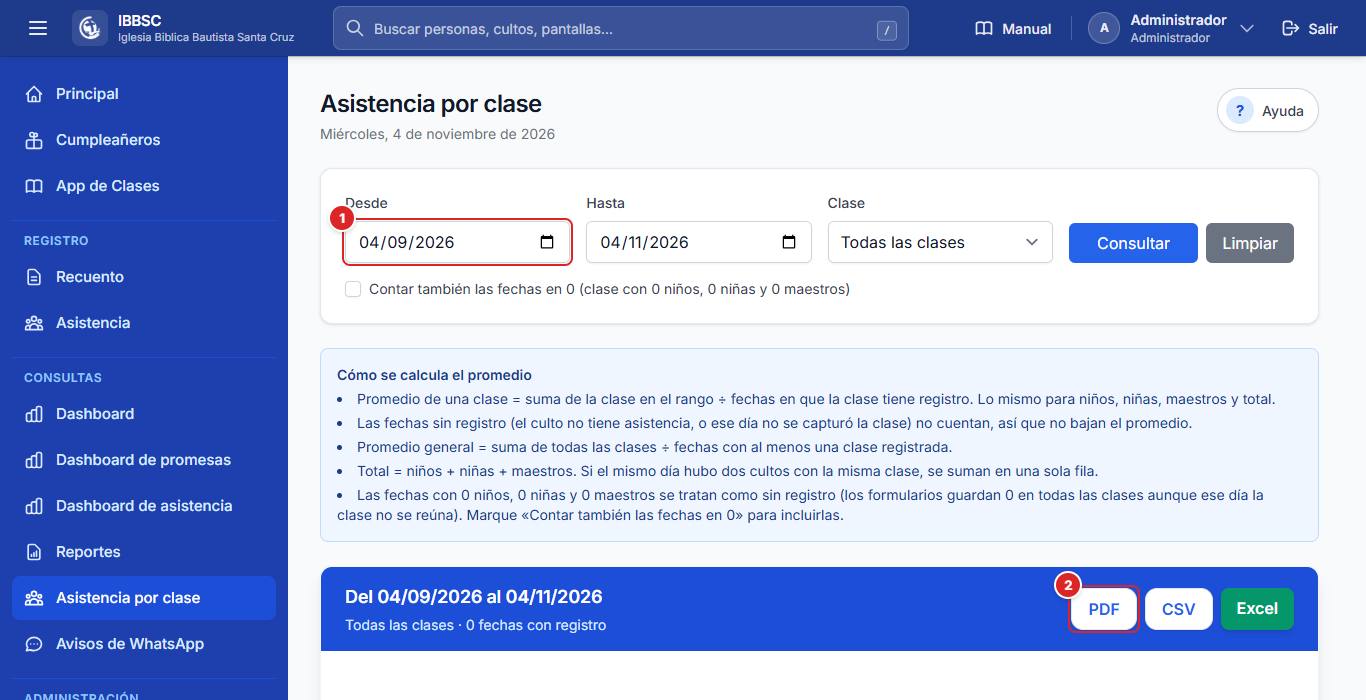 IBBSC
Iglesia Biblica Bautista Santa Cruz
Buscar personas, cultos, pantallas...
/
Manual
A
Administrador
Administrador
Salir
Principal
Cumpleañeros
App de Clases
REGISTRO
Recuento
Asistencia
CONSULTAS
Dashboard
Dashboard de promesas
Dashboard de asistencia
Reportes
Asistencia por clase
Avisos de WhatsApp
ADMINISTRACIÓN
Asistencia por clase
Miércoles, 4 de noviembre de 2026
? Ayuda
Desde
Hasta
Clase
1
04/09/2026
04/11/2026
Todas las clases
Consultar
Limpiar
Contar también las fechas en 0 (clase con 0 niños, 0 niñas y 0 maestros)
Cómo se calcula el promedio
• Promedio de una clase = suma de la clase en el rango ÷ fechas en que la clase tiene registro. Lo mismo para niños, niñas, maestros y total.
• Las fechas sin registro (el culto no tiene asistencia, o ese día no se capturó la clase) no cuentan, así que no bajan el promedio.
• Promedio general = suma de todas las clases ÷ fechas con al menos una clase registrada.
• Total = niños + niñas + maestros. Si el mismo día hubo dos cultos con la misma clase, se suman en una sola fila.
• Las fechas con 0 niños, 0 niñas y 0 maestros se tratan como sin registro (los formularios guardan 0 en todas las clases aunque ese día la
clase no se reúna). Marque «Contar también las fechas en 0» para incluirlas.
Del 04/09/2026 al 04/11/2026
Todas las clases · 0 fechas con registro
2
PDF
CSV
Excel